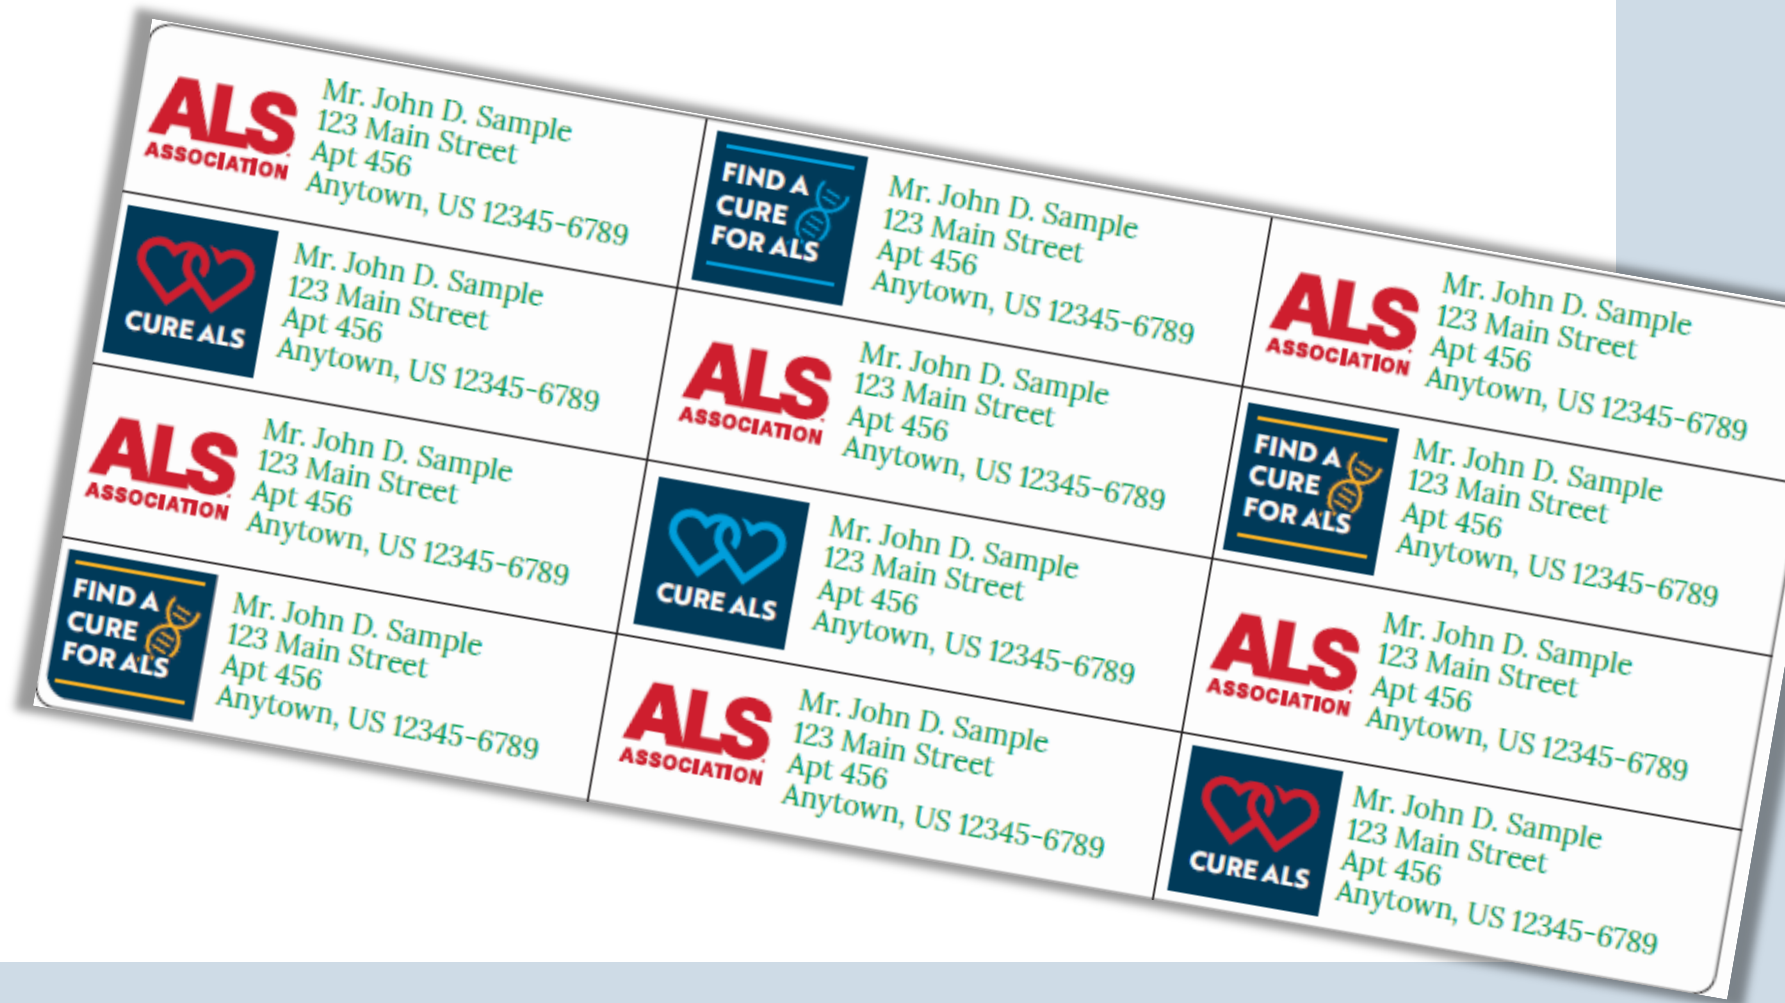 ALS
ASSOCIATION
Mr. John D. Sample
123 Main Street
Apt 456
Anytown, US 12345-6789
FIND A
CURE
FOR ALS
Mr. John D. Sample
123 Main Street
Apt 456
Anytown, US 12345-6789
ALS
ASSOCIATION
Mr. John D. Sample
123 Main Street
Apt 456
Anytown, US 12345-6789
CURE ALS
Mr. John D. Sample
123 Main Street
Apt 456
Anytown, US 12345-6789
ALS
ASSOCIATION
Mr. John D. Sample
123 Main Street
Apt 456
Anytown, US 12345-6789
FIND A
CURE
FOR ALS
Mr. John D. Sample
123 Main Street
Apt 456
Anytown, US 12345-6789
ALS
ASSOCIATION
Mr. John D. Sample
123 Main Street
Apt 456
Anytown, US 12345-6789
CURE ALS
Mr. John D. Sample
123 Main Street
Apt 456
Anytown, US 12345-6789
ALS
ASSOCIATION
Mr. John D. Sample
123 Main Street
Apt 456
Anytown, US 12345-6789
FIND A
CURE
FOR ALS
Mr. John D. Sample
123 Main Street
Apt 456
Anytown, US 12345-6789
ALS
ASSOCIATION
Mr. John D. Sample
123 Main Street
Apt 456
Anytown, US 12345-6789
CURE ALS
Mr. John D. Sample
123 Main Street
Apt 456
Anytown, US 12345-6789